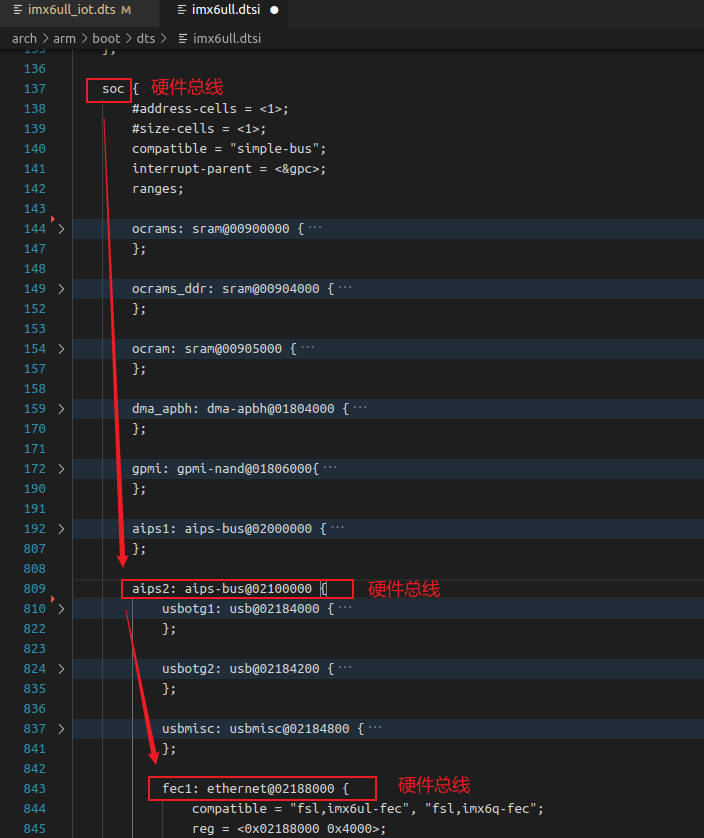 imx6ull_iot.dts M
imx6ull.dtsi
arch > arm > boot > dts > imx6ull.dtsi
135 };
136
137 soc { 硬件总线
138 #address-cells = <1>;
139 #size-cells = <1>;
140 compatible = "simple-bus";
141 interrupt-parent = <&gpc>;
142 ranges;
143
144 ocrams: sram@00900000 {···
147 };
148
149 ocrams_ddr: sram@00904000 {···
152 };
153
154 ocram: sram@00905000 {···
157 };
158
159 dma_apbh: dma-apbh@01804000 {···
170 };
171
172 gpmi: gpmi-nand@01806000{···
190 };
191
192 aips1: aips-bus@02000000 {···
807 };
808
809 aips2: aips-bus@02100000 { 硬件总线
810 usbotg1: usb@02184000 {···
822 };
823
824 usbotg2: usb@02184200 {···
835 };
836
837 usbmisc: usbmisc@02184800 {···
841 };
842
843 fec1: ethernet@02188000 { 硬件总线
844 compatible = "fsl,imx6ul-fec", "fsl,imx6q-fec";
845 reg = <0x02188000 0x4000>;